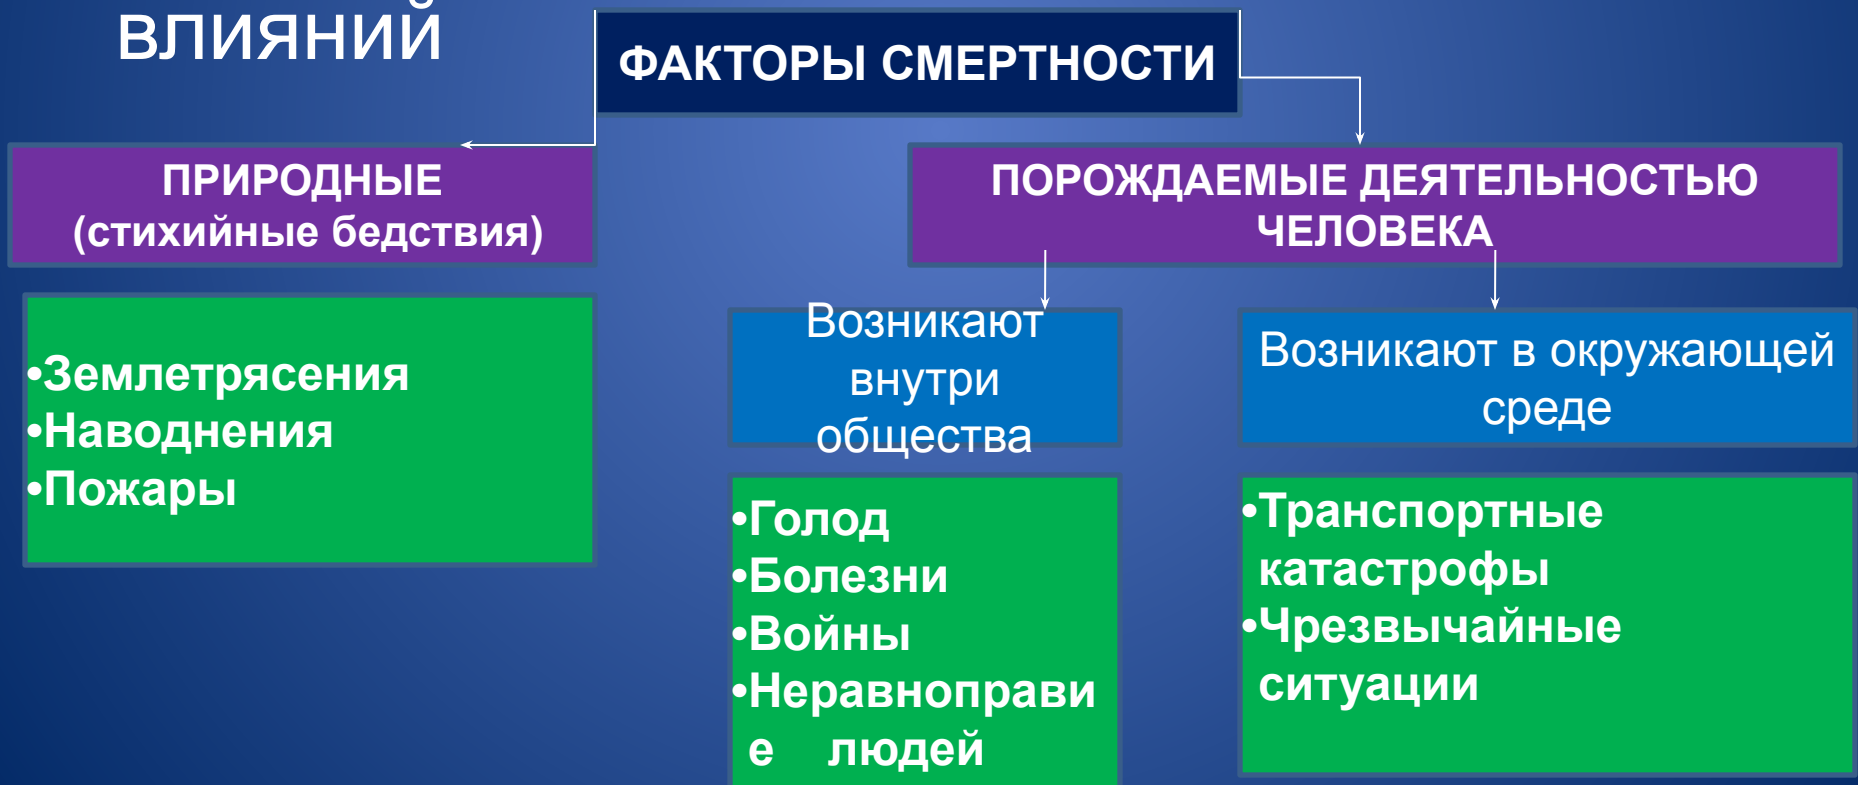 ВЛИЯНИЙ
ФАКТОРЫ СМЕРТНОСТИ
ПРИРОДНЫЕ
(стихийные бедствия)
ПОРОЖДАЕМЫЕ ДЕЯТЕЛЬНОСТЬЮ
ЧЕЛОВЕКА
•Землетрясения
•Наводнения
•Пожары
Возникают
внутри
общества
•Голод
•Болезни
•Войны
•Неравноправи
е людей
Возникают в окружающей
среде
•Транспортные
катастрофы
•Чрезвычайные
ситуации